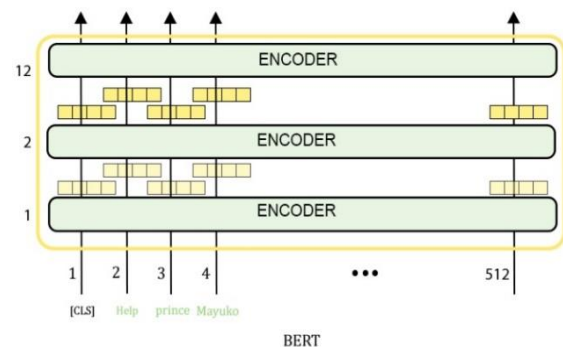 ENCODER
12
ENCODER
2
ENCODER
1
1 2 3 4 ••• 512
[CLS] Help prince Mayuko
BERT